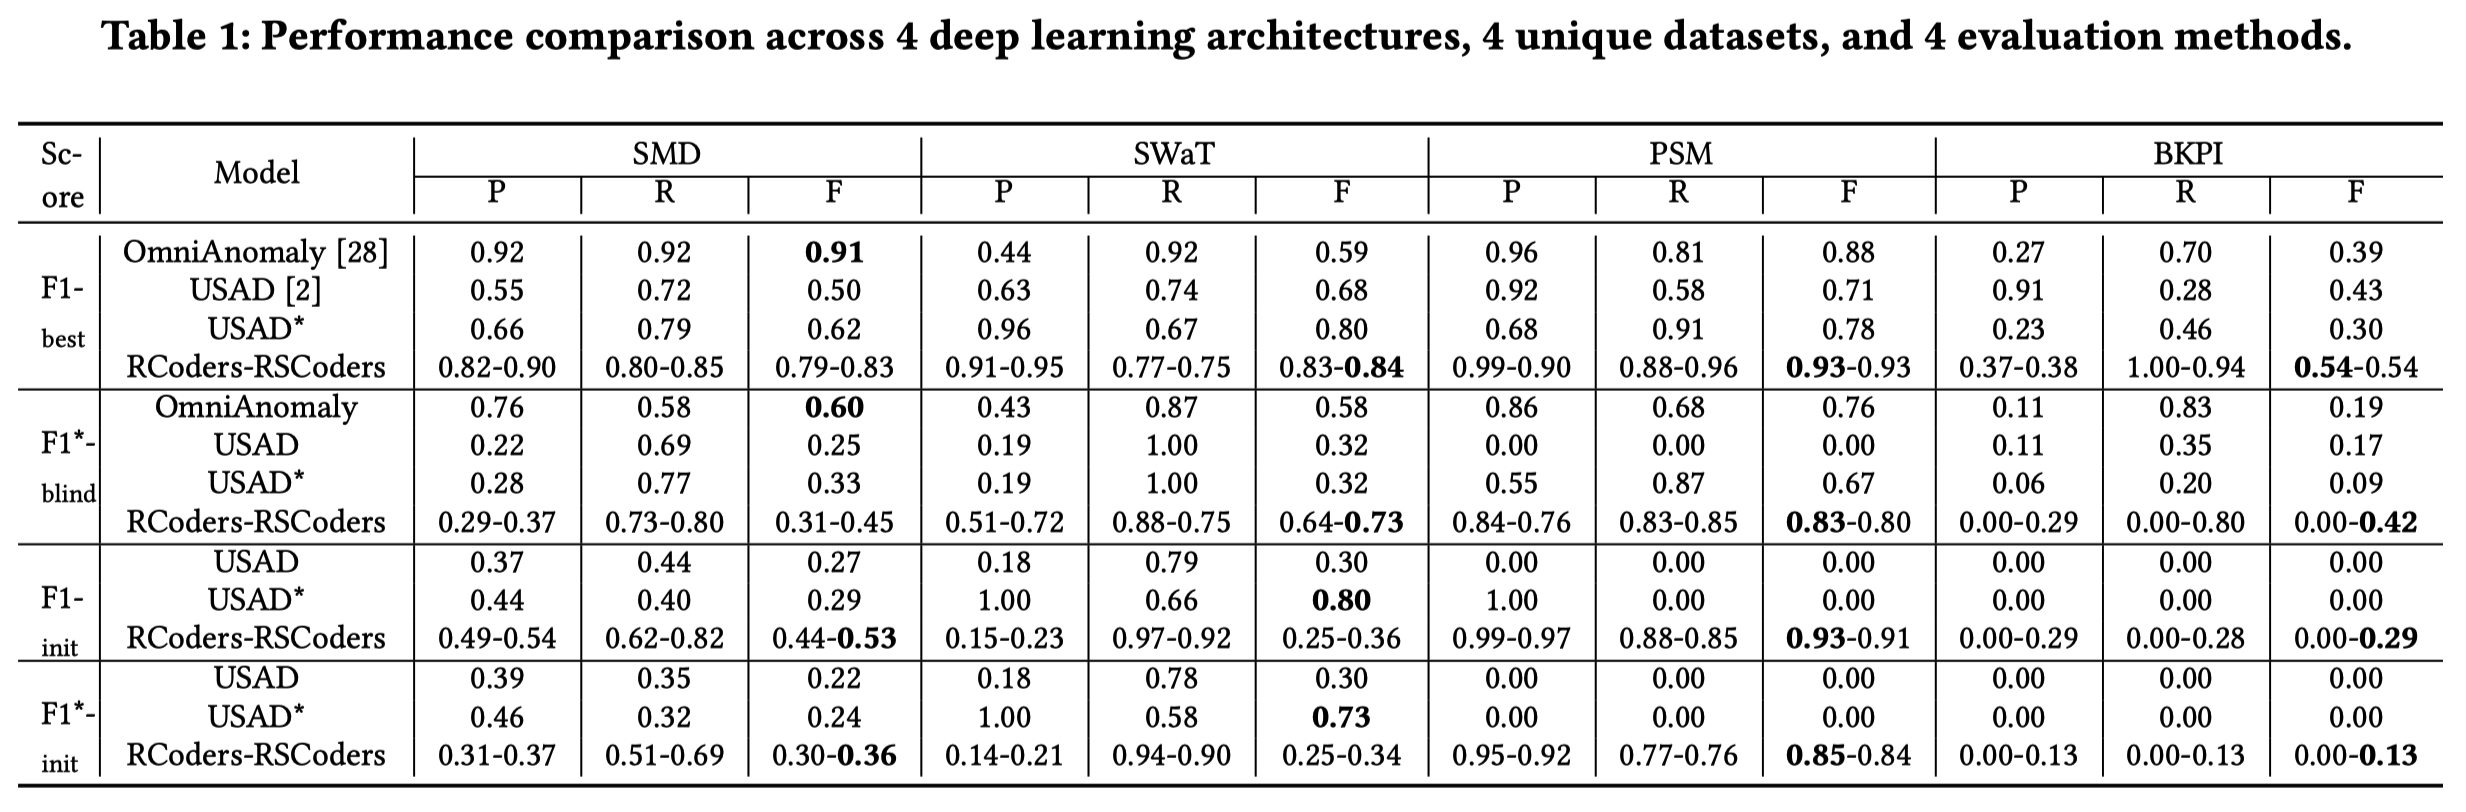 Table 1: Performance comparison across 4 deep learning architectures, 4 unique datasets, and 4 evaluation methods.
Sc-ore Model SMD SWaT PSM BKPI
P R F P R F P R F P R F
F1-best
OmniAnomaly [28] 0.92 0.92 0.91 0.44 0.92 0.59 0.96 0.81 0.88 0.27 0.70 0.39
USAD [2] 0.55 0.72 0.50 0.63 0.74 0.68 0.92 0.58 0.71 0.91 0.28 0.43
USAD* 0.66 0.79 0.62 0.96 0.67 0.80 0.68 0.91 0.78 0.23 0.46 0.30
RCoders-RSCoders 0.82-0.90 0.80-0.85 0.79-0.83 0.91-0.95 0.77-0.75 0.83-0.84 0.99-0.90 0.88-0.96 0.93-0.93 0.37-0.38 1.00-0.94 0.54-0.54
F1*-blind
OmniAnomaly 0.76 0.58 0.60 0.43 0.87 0.58 0.86 0.68 0.76 0.11 0.83 0.19
USAD 0.22 0.69 0.25 0.19 1.00 0.32 0.00 0.00 0.00 0.11 0.35 0.17
USAD* 0.28 0.77 0.33 0.19 1.00 0.32 0.55 0.87 0.67 0.06 0.20 0.09
RCoders-RSCoders 0.29-0.37 0.73-0.80 0.31-0.45 0.51-0.72 0.88-0.75 0.64-0.73 0.84-0.76 0.83-0.85 0.83-0.80 0.00-0.29 0.00-0.80 0.00-0.42
F1-init
USAD 0.37 0.44 0.27 0.18 0.79 0.30 0.00 0.00 0.00 0.00 0.00 0.00
USAD* 0.44 0.40 0.29 1.00 0.66 0.80 1.00 0.00 0.00 0.00 0.00 0.00
RCoders-RSCoders 0.49-0.54 0.62-0.82 0.44-0.53 0.15-0.23 0.97-0.92 0.25-0.36 0.99-0.97 0.88-0.85 0.93-0.91 0.00-0.29 0.00-0.28 0.00-0.29
F1*-init
USAD 0.39 0.35 0.22 0.18 0.78 0.30 0.00 0.00 0.00 0.00 0.00 0.00
USAD* 0.46 0.32 0.24 1.00 0.58 0.73 0.00 0.00 0.00 0.00 0.00 0.00
RCoders-RSCoders 0.31-0.37 0.51-0.69 0.30-0.36 0.14-0.21 0.94-0.90 0.25-0.34 0.95-0.92 0.77-0.76 0.85-0.84 0.00-0.13 0.00-0.13 0.00-0.13